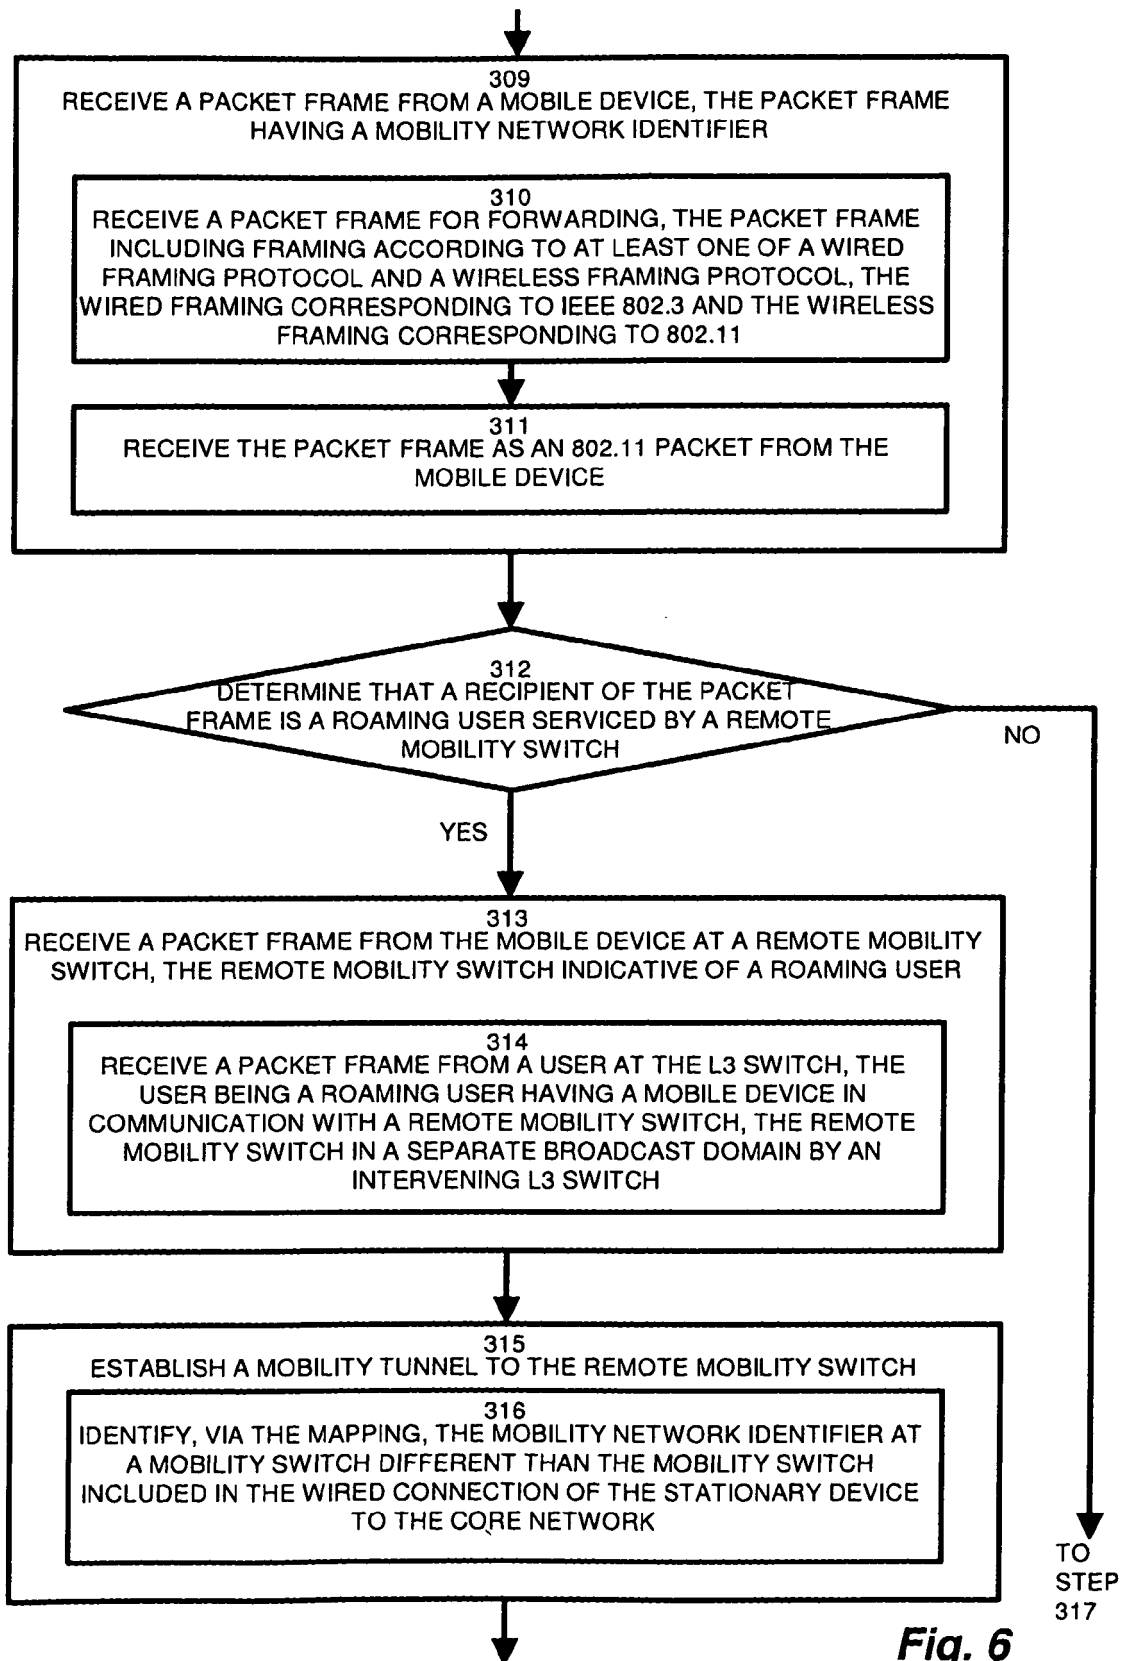 309
RECEIVE A PACKET FRAME FROM A MOBILE DEVICE, THE PACKET FRAME
HAVING A MOBILITY NETWORK IDENTIFIER
310
RECEIVE A PACKET FRAME FOR FORWARDING, THE PACKET FRAME
INCLUDING FRAMING ACCORDING TO AT LEAST ONE OF A WIRED
FRAMING PROTOCOL AND A WIRELESS FRAMING PROTOCOL, THE
WIRED FRAMING CORRESPONDING TO IEEE 802.3 AND THE WIRELESS
FRAMING CORRESPONDING TO 802.11
311
RECEIVE THE PACKET FRAME AS AN 802.11 PACKET FROM THE
MOBILE DEVICE
312
DETERMINE THAT A RECIPIENT OF THE PACKET
FRAME IS A ROAMING USER SERVICED BY A REMOTE
MOBILITY SWITCH
NO
YES
313
RECEIVE A PACKET FRAME FROM THE MOBILE DEVICE AT A REMOTE MOBILITY
SWITCH, THE REMOTE MOBILITY SWITCH INDICATIVE OF A ROAMING USER
314
RECEIVE A PACKET FRAME FROM A USER AT THE L3 SWITCH, THE
USER BEING A ROAMING USER HAVING A MOBILE DEVICE IN
COMMUNICATION WITH A REMOTE MOBILITY SWITCH, THE REMOTE
MOBILITY SWITCH IN A SEPARATE BROADCAST DOMAIN BY AN
INTERVENING L3 SWITCH
315
ESTABLISH A MOBILITY TUNNEL TO THE REMOTE MOBILITY SWITCH
316
IDENTIFY, VIA THE MAPPING, THE MOBILITY NETWORK IDENTIFIER AT
A MOBILITY SWITCH DIFFERENT THAN THE MOBILITY SWITCH
INCLUDED IN THE WIRED CONNECTION OF THE STATIONARY DEVICE
TO THE CORE NETWORK
TO
STEP
317
Fig. 6